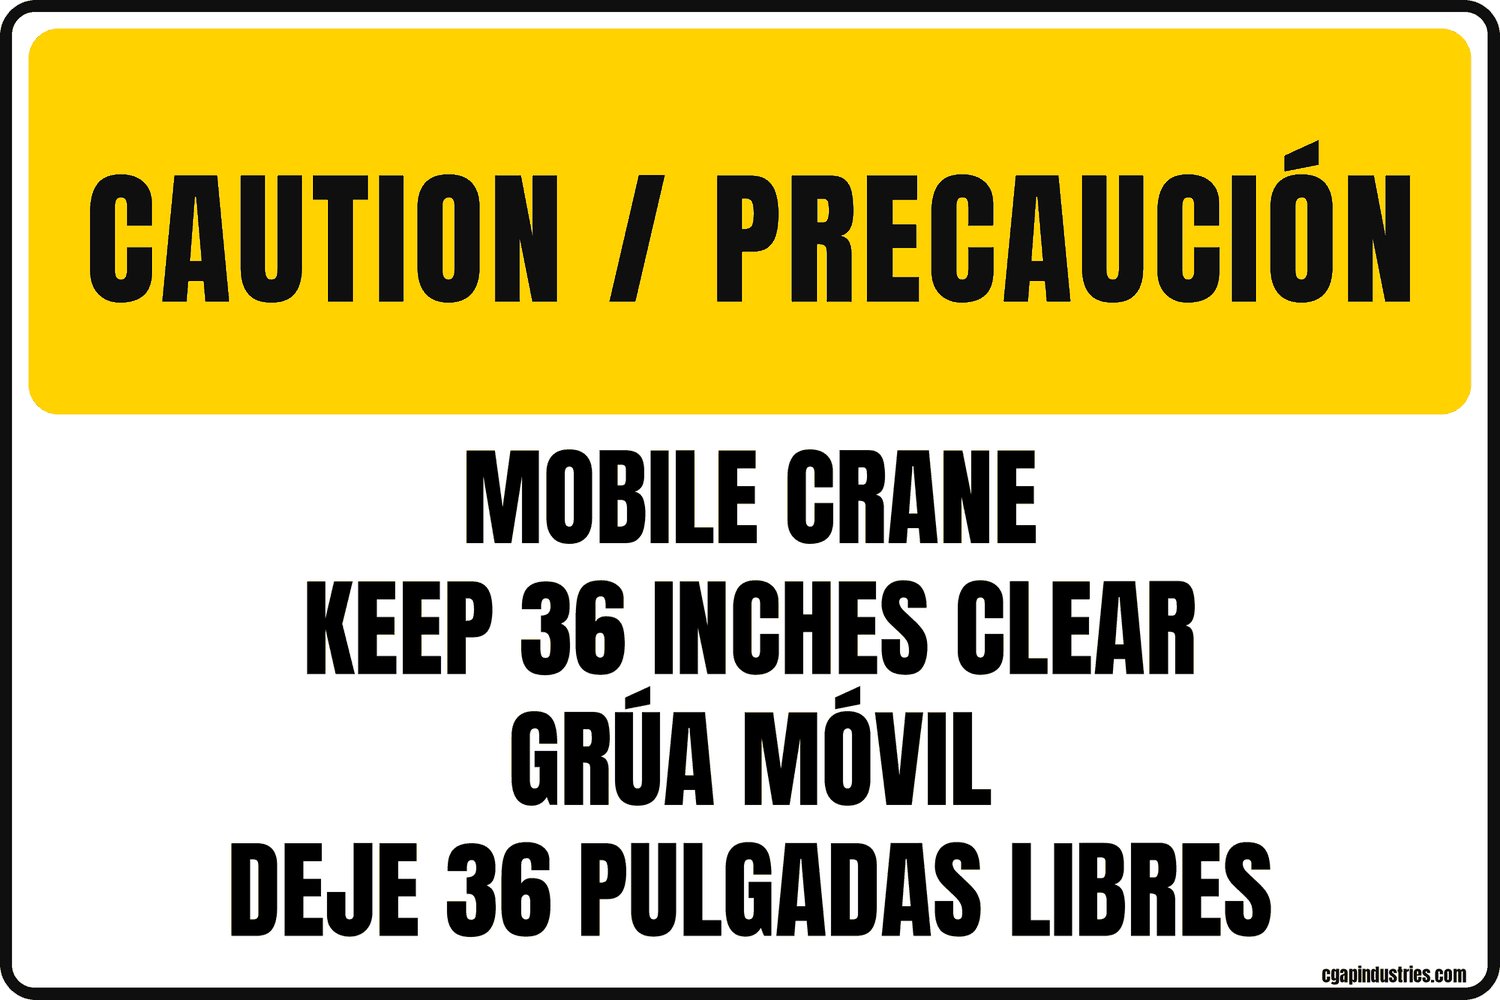 CAUTION / PRECAUCIÓN
MOBILE CRANE
KEEP 36 INCHES CLEAR
GRÚA MÓVIL
DEJE 36 PULGADAS LIBRES
cgapindustries.com